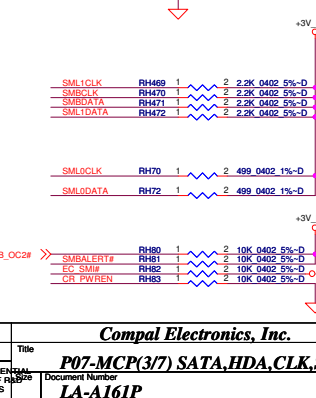 +3V_
SML1CLK RH469 1 2 2.2K_0402_5%~D
SMBCLK RH470 1 2 2.2K_0402_5%~D
SMBDATA RH471 1 2 2.2K_0402_5%~D
SML1DATA RH472 1 2 2.2K_0402_5%~D
SML0CLK RH70 1 2 499_0402_1%~D
SML0DATA RH72 1 2 499_0402_1%~D
+3V_
_OC2# RH80 1 2 10K_0402_5%~D
SMBALERT# RH81 1 2 10K_0402_5%~D
EC_SMI# RH82 1 2 10K_0402_5%~D
CR_PWREN RH83 1 2 10K_0402_5%~D
Compal Electronics, Inc.
Title
P07-MCP(3/7) SATA,HDA,CLK,
Size Document Number
LA-A161P